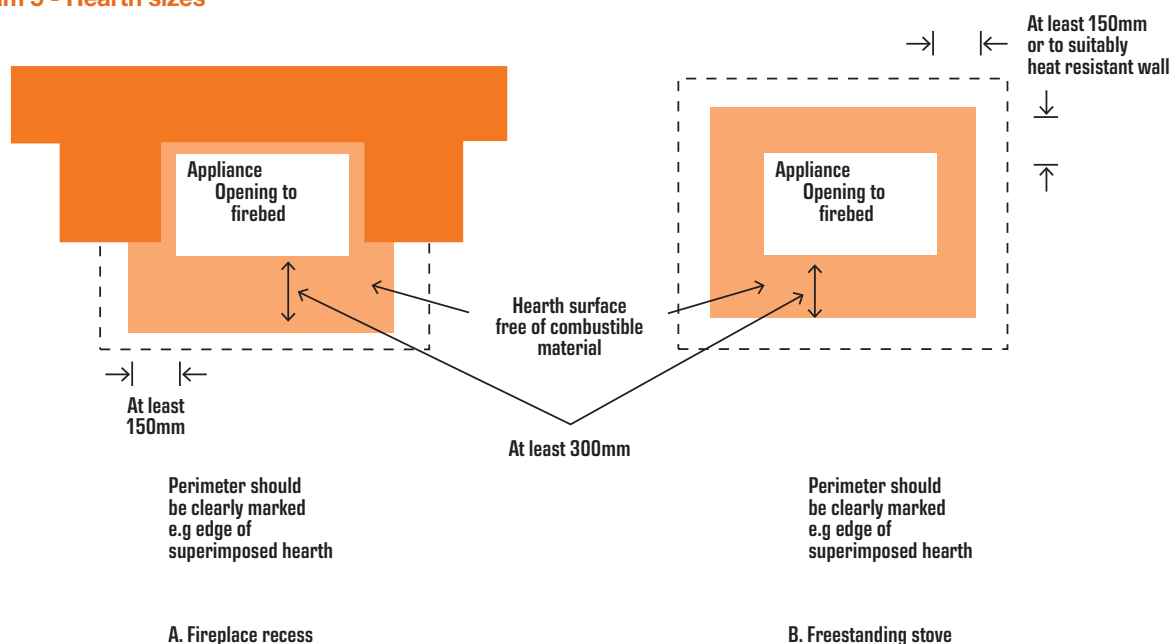 - Hearth sizes
At least 150mm
or to suitably
heat resistant wall
Appliance
Opening to
firebed
Appliance
Opening to
firebed
Hearth surface
free of combustible
material
At least
150mm
At least 300mm
Perimeter should
be clearly marked
e.g edge of
superimposed hearth
Perimeter should
be clearly marked
e.g edge of
superimposed hearth
A. Fireplace recess
B. Freestanding stove